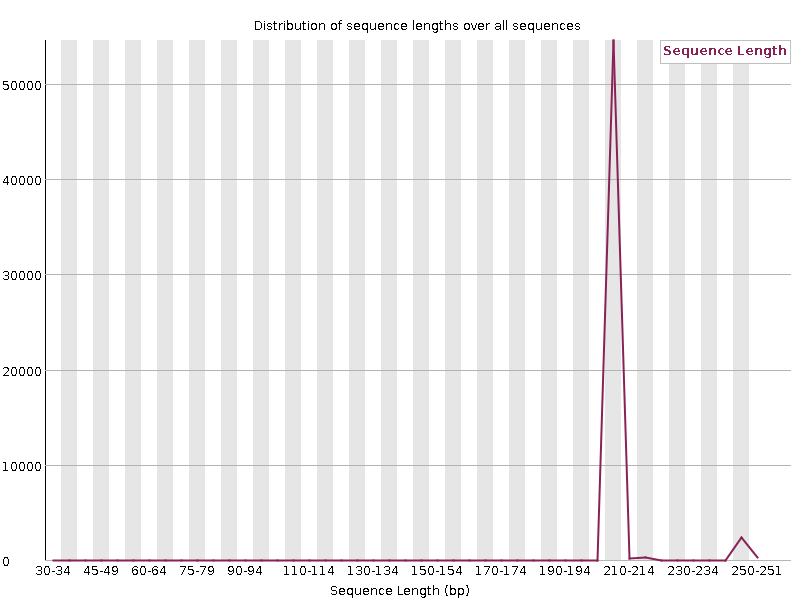 Distribution of sequence lengths over all sequences
Sequence Length
50000
40000
30000
20000
10000
0
30-34 45-49 60-64 75-79 90-94 110-114 130-134 150-154 170-174 190-194 210-214 230-234 250-251
Sequence Length (bp)